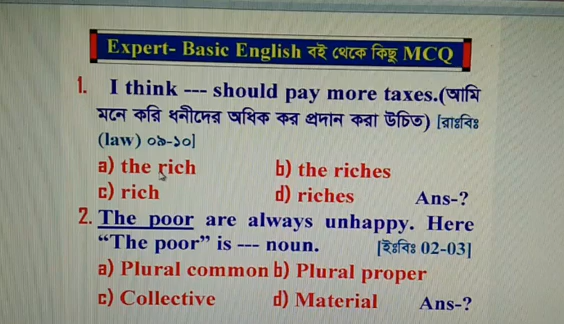 Expert- Basic English বই থেকে কিছু MCQ
1. I think --- should pay more taxes.(আমি
মনে করি ধনীদের অধিক কর প্রদান করা উচিত) [রাঃবিঃ
(law) ০৯-১০]
a) the rich b) the riches
c) rich d) riches Ans-?
2. The poor are always unhappy. Here
“The poor” is --- noun. [ইঃবিঃ 02-03]
a) Plural common b) Plural proper
c) Collective d) Material Ans-?